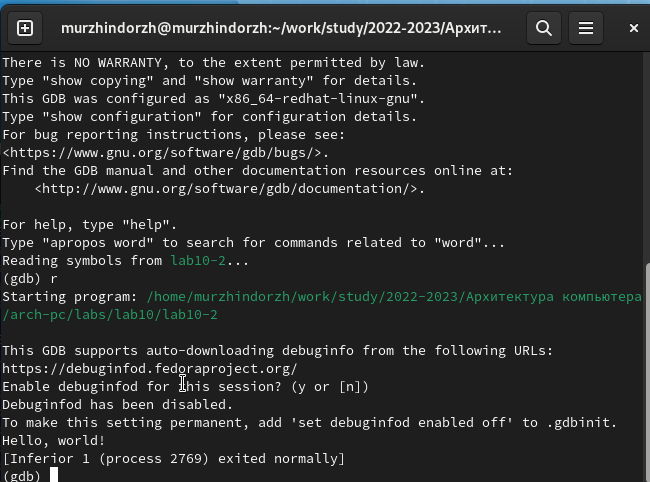 murzhindorzh@murzhindorzh:~/work/study/2022-2023/Архит…
There is NO WARRANTY, to the extent permitted by law.
Type "show copying" and "show warranty" for details.
This GDB was configured as "x86_64-redhat-linux-gnu".
Type "show configuration" for configuration details.
For bug reporting instructions, please see:
<https://www.gnu.org/software/gdb/bugs/>.
Find the GDB manual and other documentation resources online at:
    <http://www.gnu.org/software/gdb/documentation/>.
For help, type "help".
Type "apropos word" to search for commands related to "word"...
Reading symbols from lab10-2...
(gdb) r
Starting program: /home/murzhindorzh/work/study/2022-2023/Архитектура компьютера
/arch-pc/labs/lab10/lab10-2
This GDB supports auto-downloading debuginfo from the following URLs:
https://debuginfod.fedoraproject.org/
Enable debuginfod for this session? (y or [n])
Debuginfod has been disabled.
To make this setting permanent, add 'set debuginfod enabled off' to .gdbinit.
Hello, world!
[Inferior 1 (process 2769) exited normally]
(gdb)